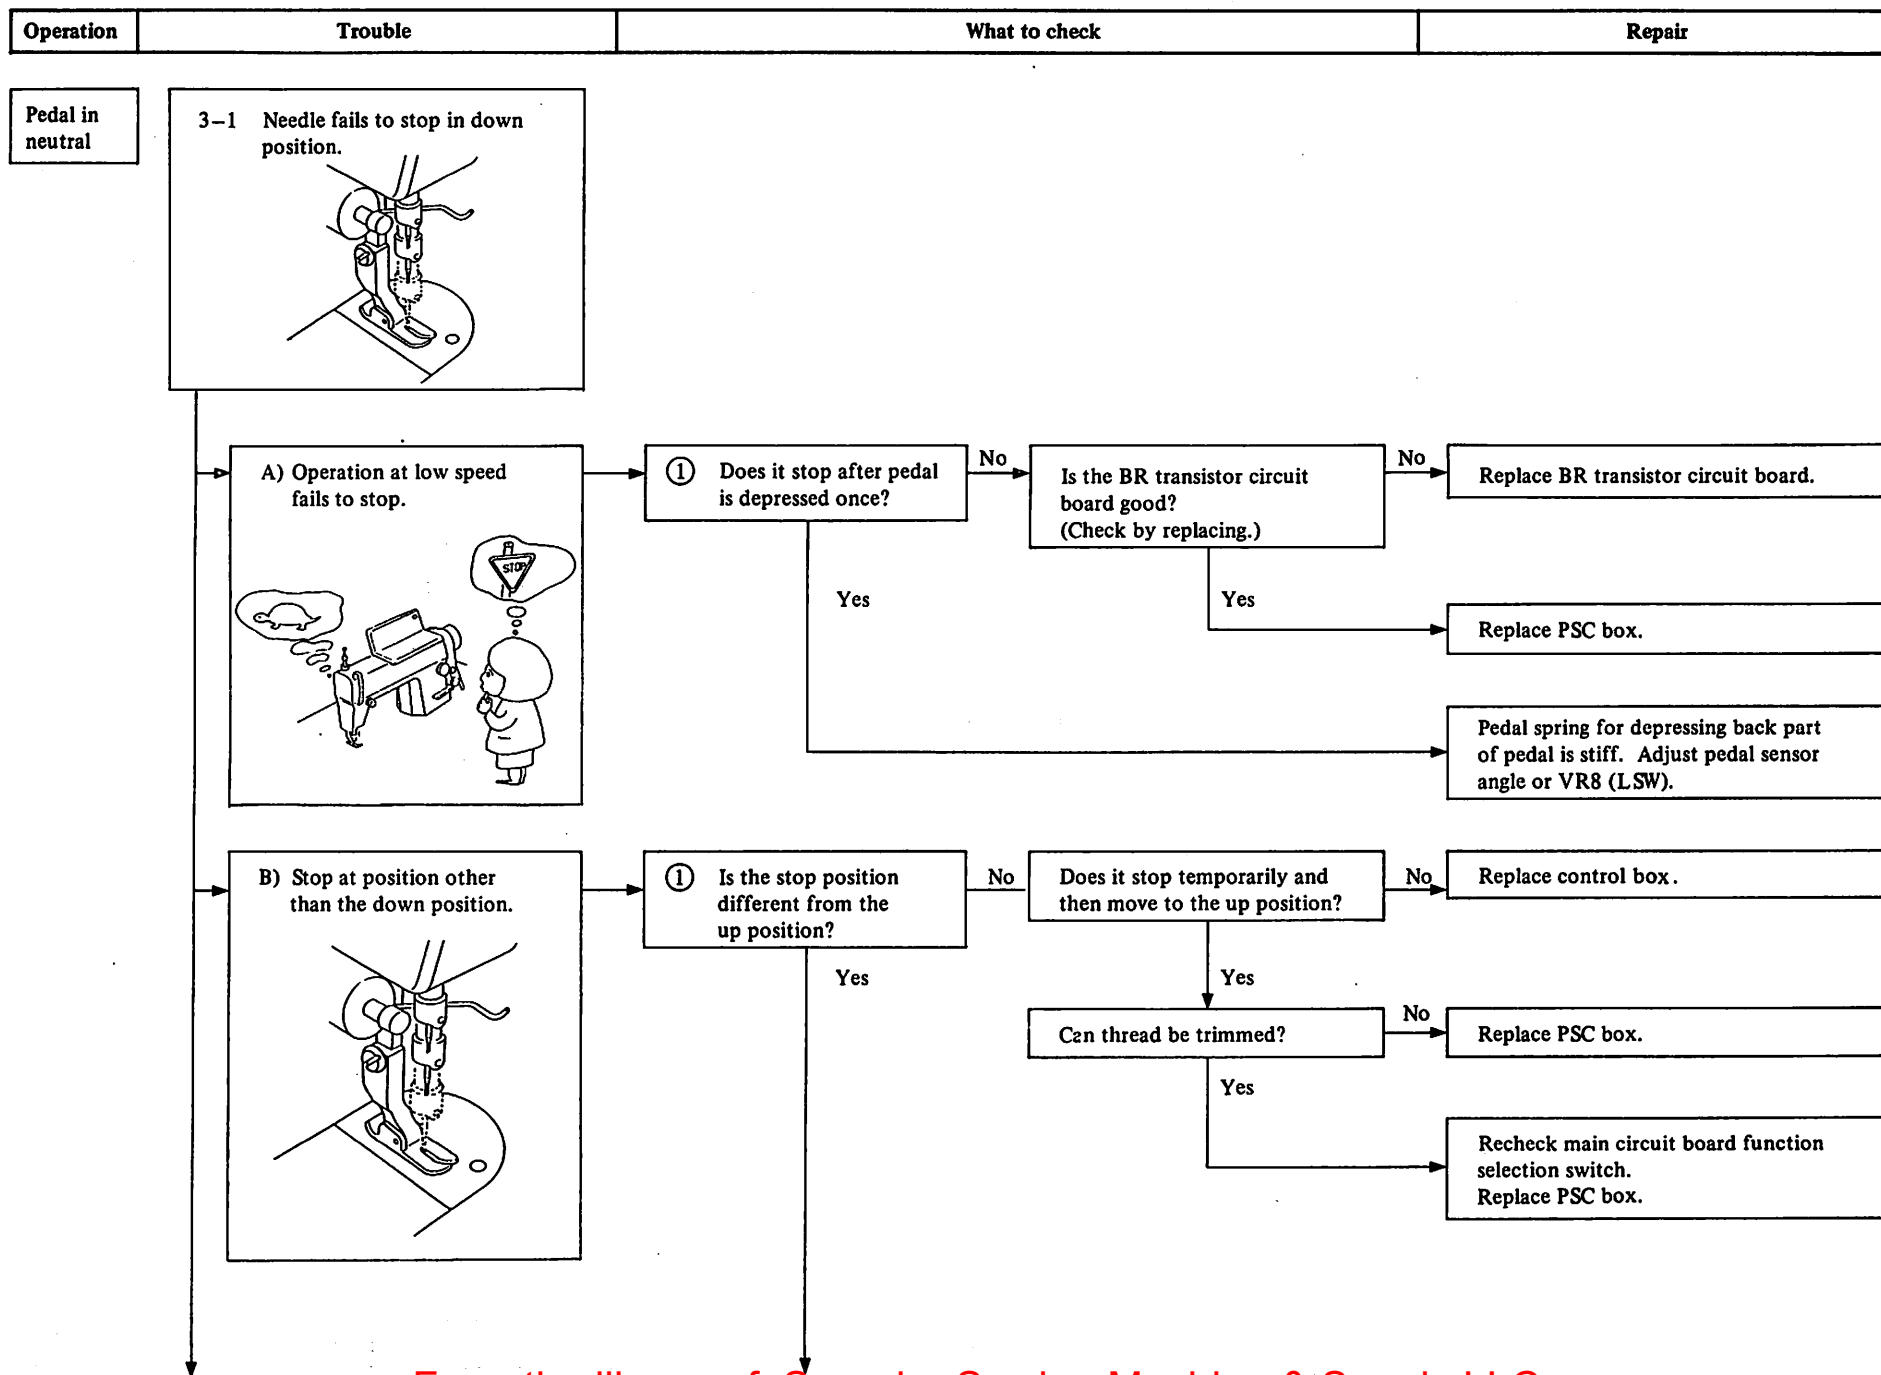 Operation Trouble What to check Repair
Pedal in
neutral
3-1 Needle fails to stop in down
position.
A) Operation at low speed
fails to stop.
STOP
① Does it stop after pedal
is depressed once?
No
Is the BR transistor circuit
board good?
(Check by replacing.)
No
Replace BR transistor circuit board.
Yes
Yes
Replace PSC box.
Pedal spring for depressing back part
of pedal is stiff. Adjust pedal sensor
angle or VR8 (LSW).
B) Stop at position other
than the down position.
① Is the stop position
different from the
up position?
No
Does it stop temporarily and
then move to the up position?
No
Replace control box.
Yes
Yes
Can thread be trimmed?
No
Replace PSC box.
Yes
Recheck main circuit board function
selection switch.
Replace PSC box.